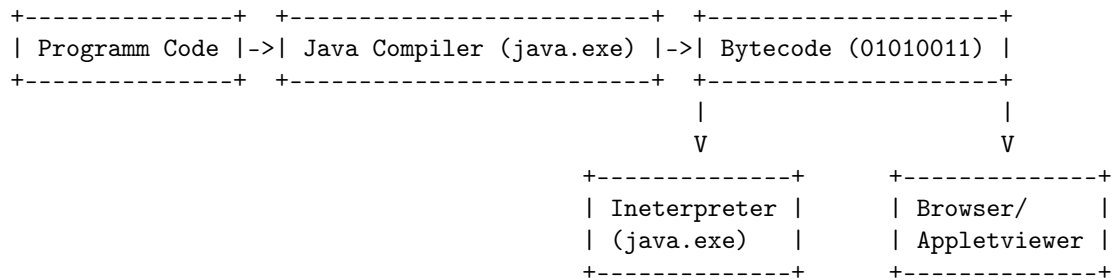 Programm Code -> Java Compiler (java.exe) -> Bytecode (01010011)
V V
Ineterpreter Browser/
(java.exe) Appletviewer